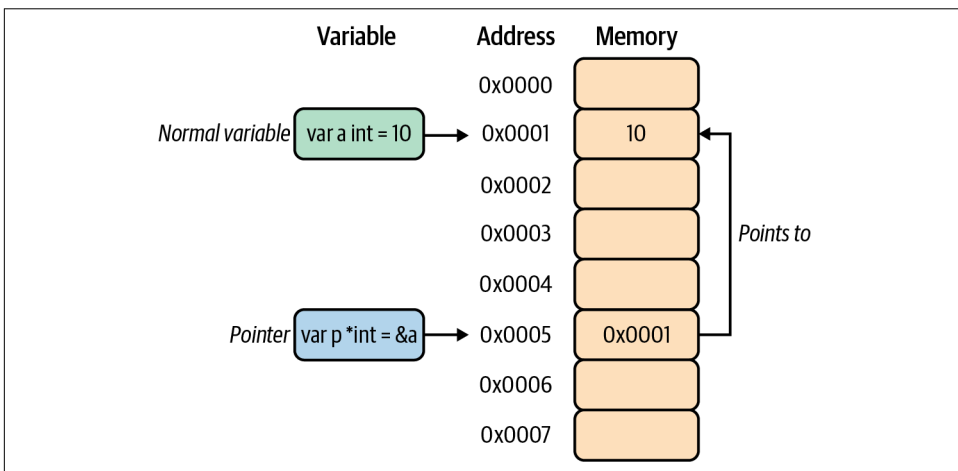 Variable Address Memory
0x0000
Normal variable var a int = 10 0x0001 10
0x0002
0x0003 Points to
0x0004
Pointer var p *int = &a 0x0005 0x0001
0x0006
0x0007